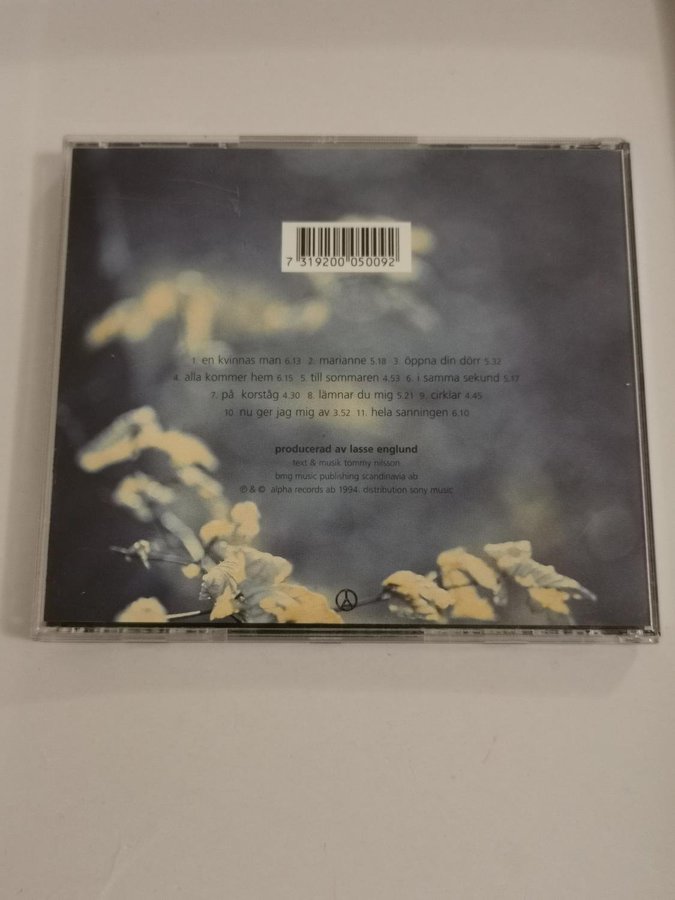 7 319200 050092
1. en kvinnas man 6.13 2. marianne 5.18 3. öppna din dörr 5.32
4. alla kommer hem 6.15 5. till sommaren 4.53 6. i samma sekund 5.17
7. på korståg 4.30 8. lämnar du mig 5.21 9. cirklar 4.45
10. nu ger jag mig av 3.52 11. hela sanningen 6.10
producerad av lasse englund
text & musik tommy nilsson
bmg music publishing scandinavia ab
℗ & © alpha records ab 1994. distribution sony music